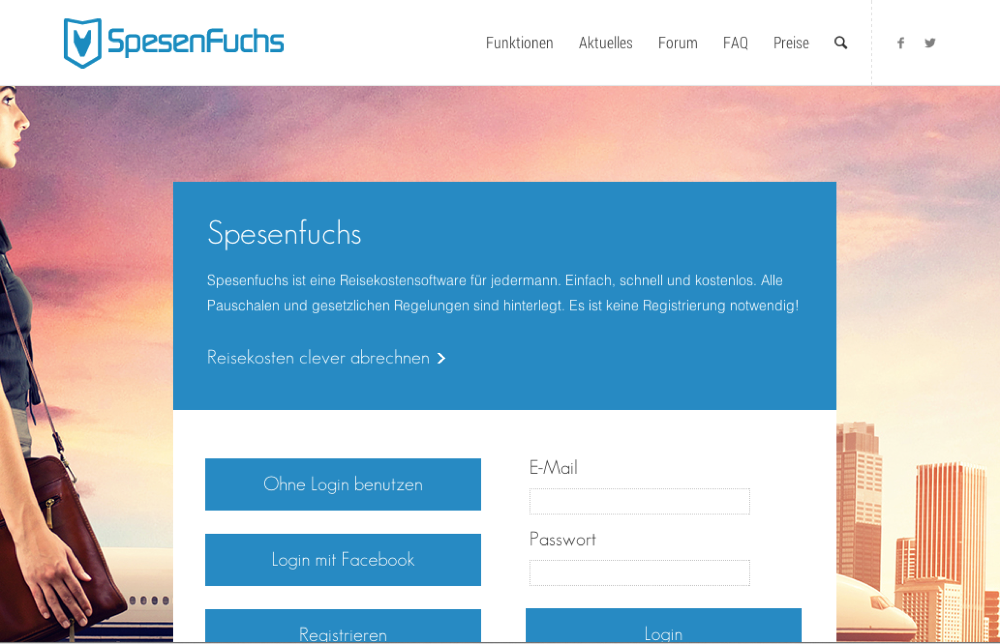 SpesenFuchs
Funktionen Aktuelles Forum FAQ Preise
Spesenfuchs
Spesenfuchs ist eine Reisekostensoftware für jedermann. Einfach, schnell und kostenlos. Alle
Pauschalen und gesetzlichen Regelungen sind hinterlegt. Es ist keine Registrierung notwendig!
Reisekosten clever abrechnen
Ohne Login benutzen
Login mit Facebook
Registrieren
E-Mail
Passwort
Login